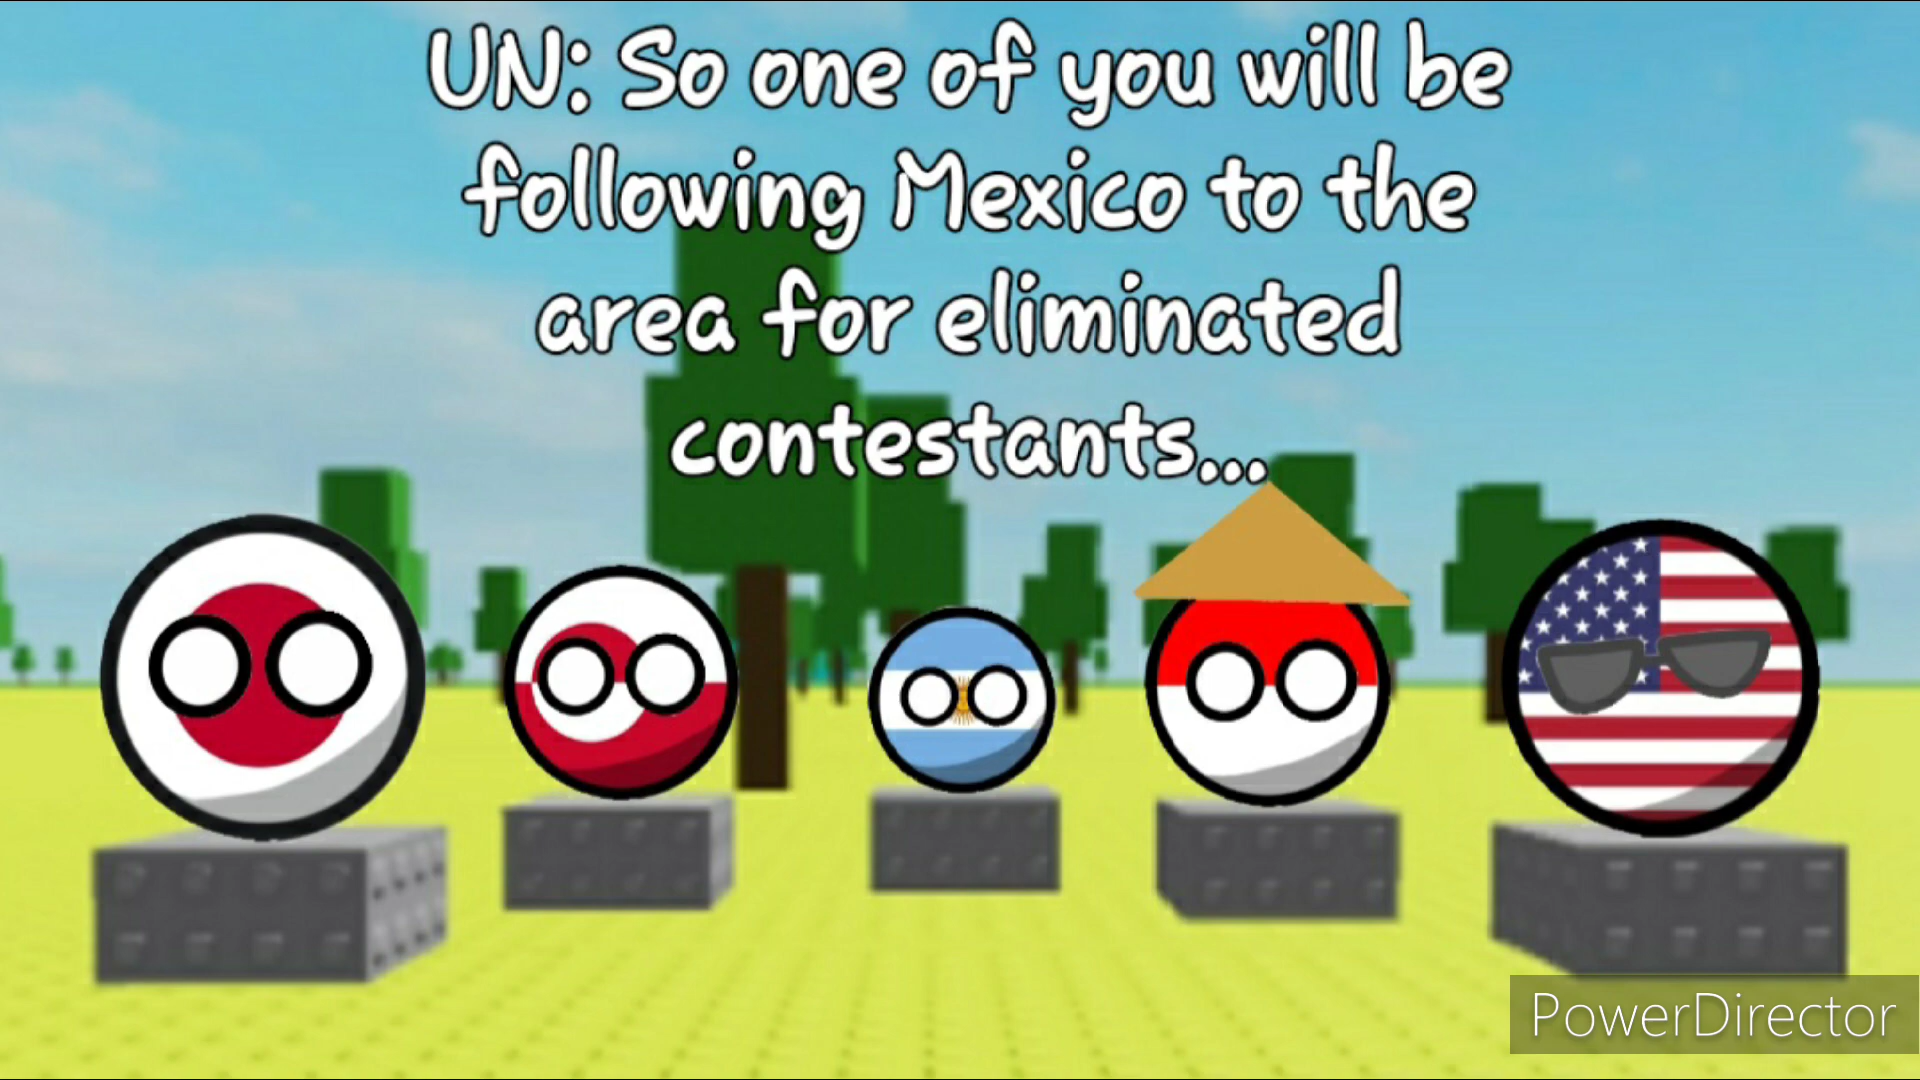 UN: So one of you will be
following Mexico to the
area for eliminated
contestants...
PowerDirector